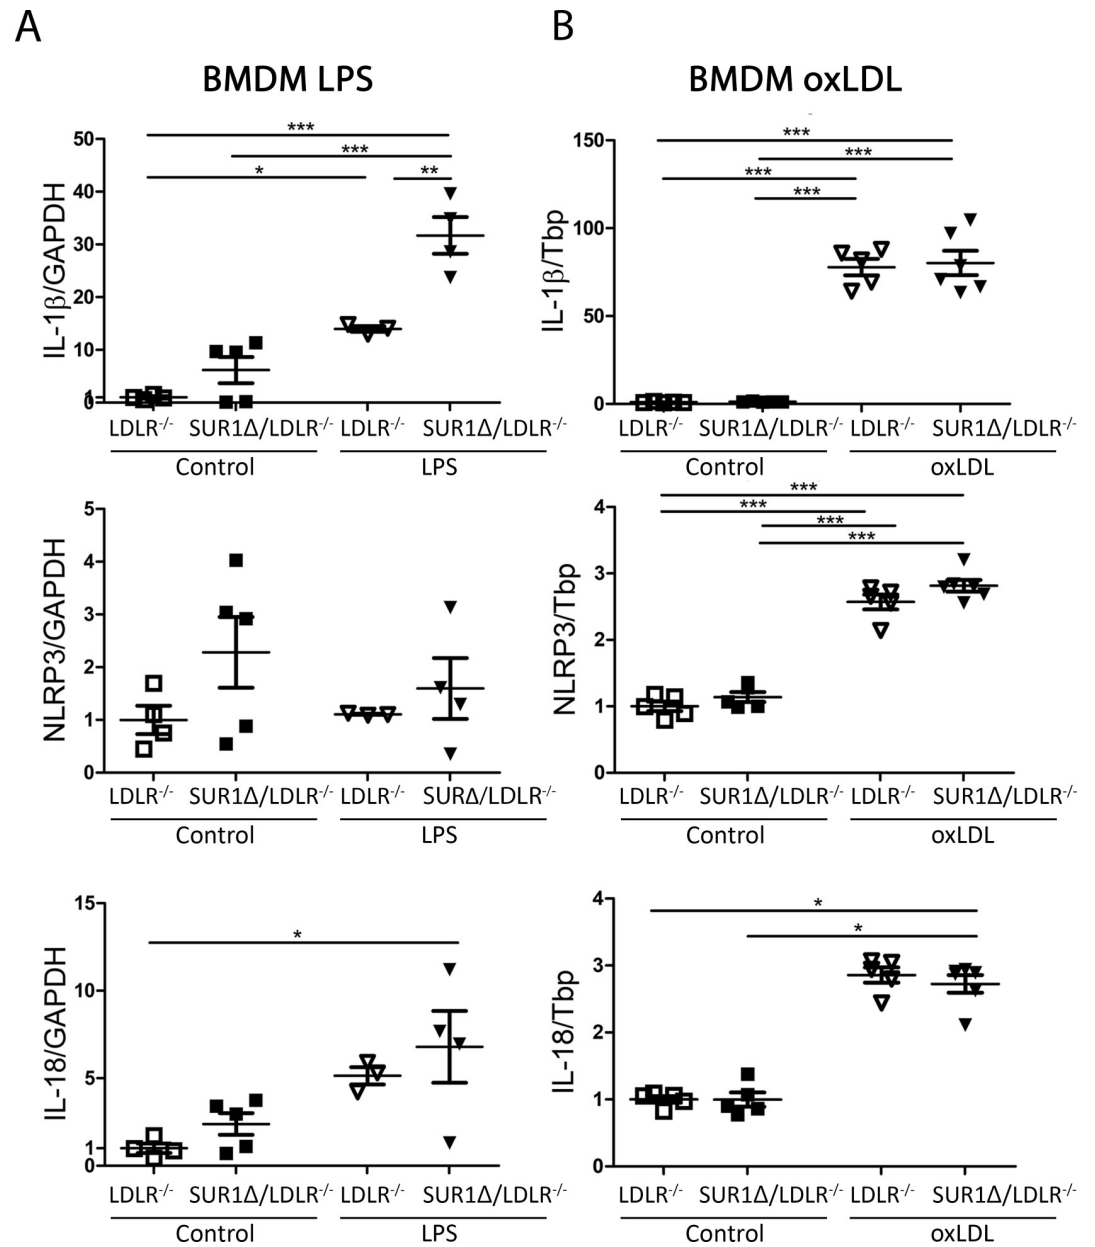 A
B
BMDM LPS
BMDM oxLDL
IL-1β/GAPDH
50
40
30
20
10
1
0
***
***
*
**
LDLR⁻/⁻ SUR1Δ/LDLR⁻/⁻ LDLR⁻/⁻ SUR1Δ/LDLR⁻/⁻
Control LPS
IL-1β/Tbp
150
100
50
0
***
***
***
***
LDLR⁻/⁻ SUR1Δ/LDLR⁻/⁻ LDLR⁻/⁻ SUR1Δ/LDLR⁻/⁻
Control oxLDL
NLRP3/GAPDH
5
4
3
2
1
0
LDLR⁻/⁻ SUR1Δ/LDLR⁻/⁻ LDLR⁻/⁻ SURΔ/LDLR⁻/⁻
Control LPS
NLRP3/Tbp
4
3
2
1
0
***
***
***
***
LDLR⁻/⁻ SUR1Δ/LDLR⁻/⁻ LDLR⁻/⁻ SUR1Δ/LDLR⁻/⁻
Control oxLDL
IL-18/GAPDH
15
10
5
1
0
*
LDLR⁻/⁻ SUR1Δ/LDLR⁻/⁻ LDLR⁻/⁻ SUR1Δ/LDLR⁻/⁻
Control LPS
IL-18/Tbp
4
3
2
1
0
*
*
LDLR⁻/⁻ SUR1Δ/LDLR⁻/⁻ LDLR⁻/⁻ SUR1Δ/LDLR⁻/⁻
Control oxLDL